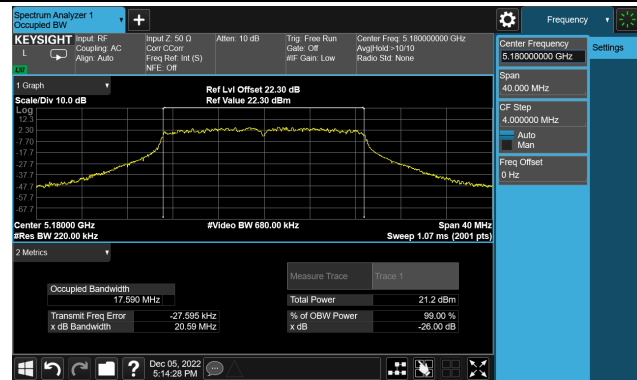 Spectrum Analyzer 1
Occupied BW
Frequency
KEYSIGHT
L
Input: RF
Coupling: AC
Align: Auto
Input Z: 50 Ω
Corr CCorr
Freq Ref: Int (S)
NFE: Off
Atten: 10 dB
Trig: Free Run
Gate: Off
#IF Gain: Low
Center Freq: 5.180000000 GHz
Avg|Hold:>10/10
Radio Std: None
LXI
1 Graph
Scale/Div 10.0 dB
Ref Lvl Offset 22.30 dB
Ref Value 22.30 dBm
Log
12.3
2.30
-7.70
-17.7
-27.7
-37.7
-47.7
-57.7
-67.7
Center 5.18000 GHz
#Res BW 220.00 kHz
#Video BW 680.00 kHz
Span 40 MHz
Sweep 1.07 ms (2001 pts)
2 Metrics
Measure Trace
Trace 1
Occupied Bandwidth
17.590 MHz
Total Power
21.2 dBm
Transmit Freq Error
-27.595 kHz
% of OBW Power
99.00 %
x dB Bandwidth
20.59 MHz
x dB
-26.00 dB
Center Frequency
5.180000000 GHz
Settings
Span
40.000 MHz
CF Step
4.000000 MHz
Auto
Man
Freq Offset
0 Hz
?
Dec 05, 2022
5:14:28 PM